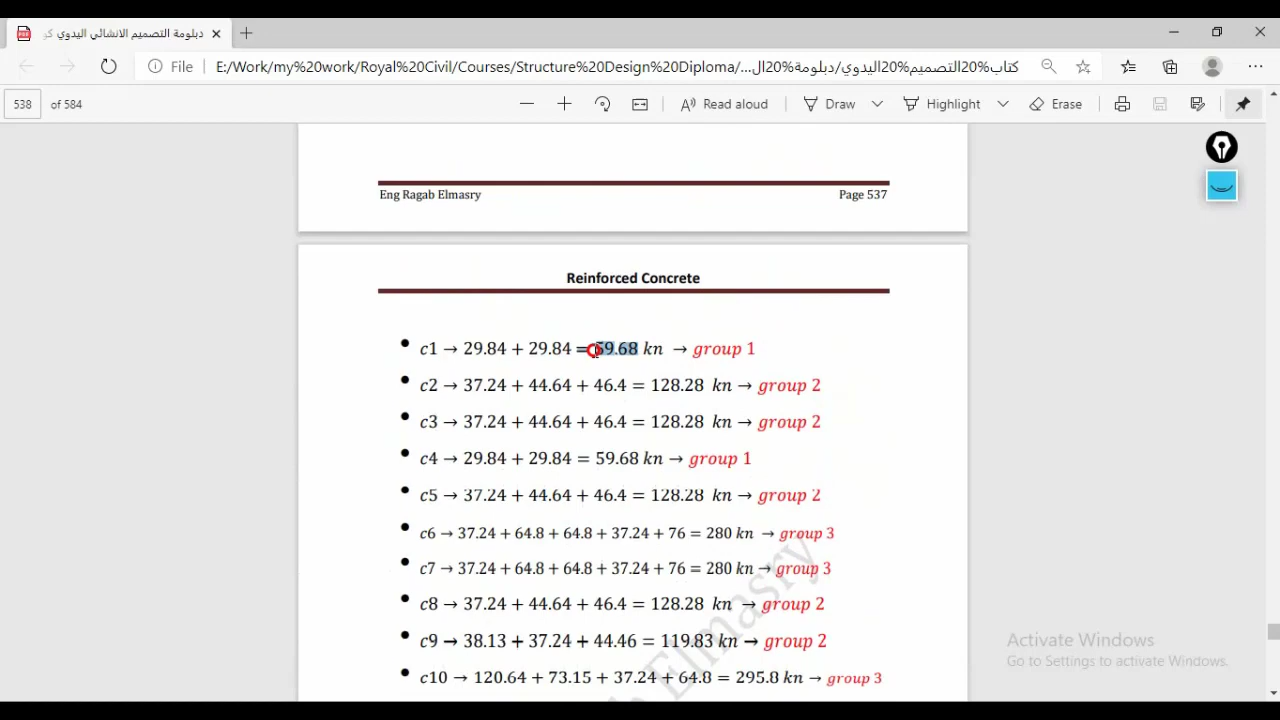 دبلومة التصميم الانشائي اليدوي كو
File E:/Work/my%20work/Royal%20Civil/Courses/Structure%20Design%20Diploma/...كتاب%20التصميم%20اليدوي/دبلومة%20ال
538 of 584 Read aloud Draw Highlight Erase
Eng Ragab Elmasry Page 537
Reinforced Concrete
• c1 → 29.84 + 29.84 = 59.68 kn → group 1
• c2 → 37.24 + 44.64 + 46.4 = 128.28 kn → group 2
• c3 → 37.24 + 44.64 + 46.4 = 128.28 kn → group 2
• c4 → 29.84 + 29.84 = 59.68 kn → group 1
• c5 → 37.24 + 44.64 + 46.4 = 128.28 kn → group 2
• c6 → 37.24 + 64.8 + 64.8 + 37.24 + 76 = 280 kn → group 3
• c7 → 37.24 + 64.8 + 64.8 + 37.24 + 76 = 280 kn → group 3
• c8 → 37.24 + 44.64 + 46.4 = 128.28 kn → group 2
• c9 → 38.13 + 37.24 + 44.46 = 119.83 kn → group 2
• c10 → 120.64 + 73.15 + 37.24 + 64.8 = 295.8 kn → group 3
Elmasry
Activate Windows
Go to Settings to activate Windows.